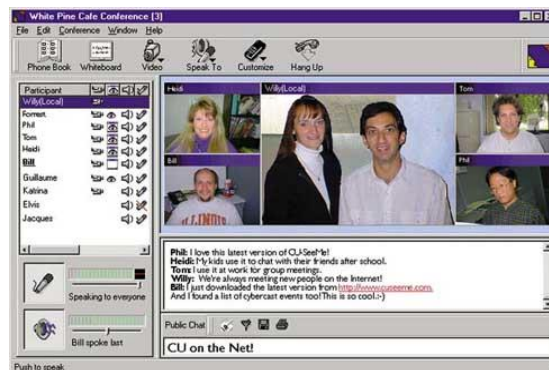 White Pine Cafe Conference [3]
File Edit Conference Window Help
Phone Book Whiteboard Video Speak To Customize Hang Up
Participant
Willy(Local)
Forrest
Phil
Tom
Heidi
Bill
Guillaume
Katrina
Elvis
Jacques
Speaking to everyone
Bill spoke last
Push to speak
Heidi
Willy(Local)
Tom
Bill
ILLINOIS
Phil
Phil: I love this latest version of CU-SeeMe!
Heidi: My kids use it to chat with their friends after school.
Tom: I use it at work for group meetings.
Willy: We're always meeting new people on the Internet!
Bill: I just downloaded the latest version from http://www.cuseeme.com.
And I found a list of cybercast events too! This is so cool. :-)
Public Chat
CU on the Net!